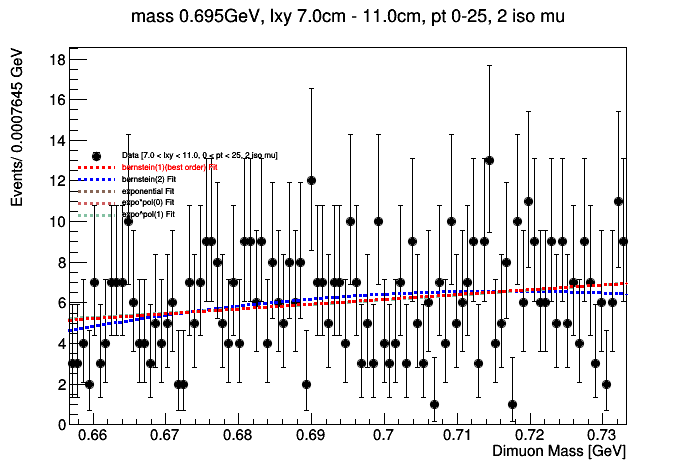 mass 0.695GeV, lxy 7.0cm - 11.0cm, pt 0-25, 2 iso mu
Events/ 0.0007645 GeV
18
16
14
12
10
8
6
4
2
0
Data [7.0 < lxy < 11.0, 0 < pt < 25, 2 iso mu]
bernstein(1)(best order) Fit
bernstein(2) Fit
exponential Fit
expo*pol(0) Fit
expo*pol(1) Fit
0.66 0.67 0.68 0.69 0.7 0.71 0.72 0.73
Dimuon Mass [GeV]